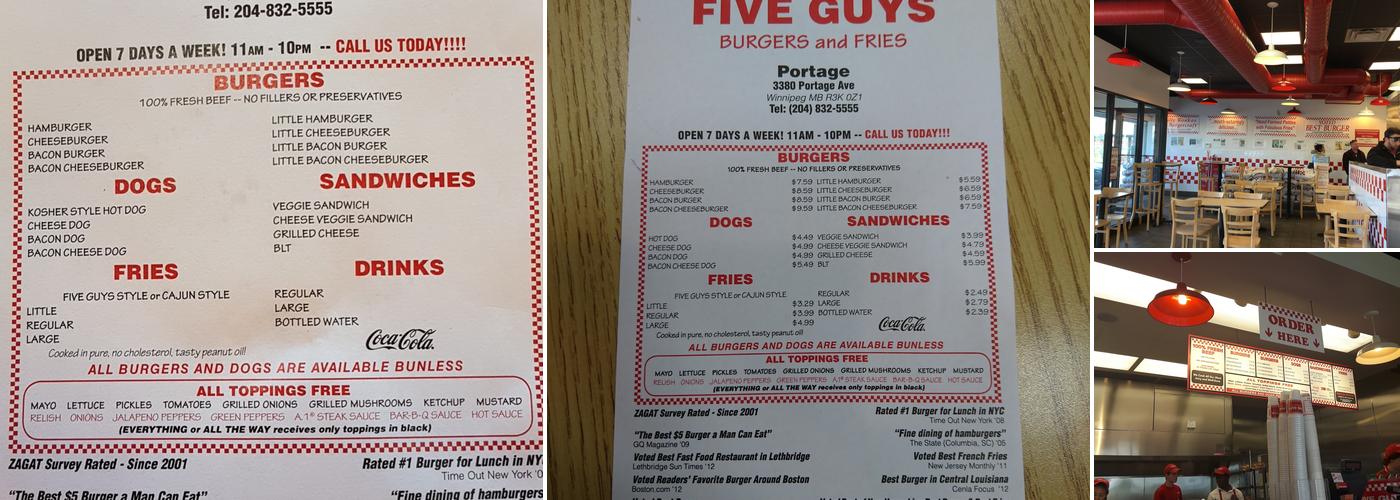 Tel: 204-832-5555
OPEN 7 DAYS A WEEK! 11AM - 10PM -- CALL US TODAY!!!!
BURGERS
100% FRESH BEEF -- NO FILLERS OR PRESERVATIVES
HAMBURGER
CHEESEBURGER
BACON BURGER
BACON CHEESEBURGER
LITTLE HAMBURGER
LITTLE CHEESEBURGER
LITTLE BACON BURGER
LITTLE BACON CHEESEBURGER
DOGS
KOSHER STYLE HOT DOG
CHEESE DOG
BACON DOG
BACON CHEESE DOG
SANDWICHES
VEGGIE SANDWICH
CHEESE VEGGIE SANDWICH
GRILLED CHEESE
BLT
FRIES
FIVE GUYS STYLE or CAJUN STYLE
LITTLE
REGULAR
LARGE
Cooked in pure, no cholesterol, tasty peanut oil!
DRINKS
REGULAR
LARGE
BOTTLED WATER
Coca-Cola.
ALL BURGERS AND DOGS ARE AVAILABLE BUNLESS
ALL TOPPINGS FREE
MAYO LETTUCE PICKLES TOMATOES GRILLED ONIONS GRILLED MUSHROOMS KETCHUP MUSTARD
RELISH ONIONS JALAPEÑO PEPPERS GREEN PEPPERS A.1® STEAK SAUCE BAR-B-Q SAUCE HOT SAUCE
(EVERYTHING or ALL THE WAY receives only toppings in black)
ZAGAT Survey Rated - Since 2001
Rated #1 Burger for Lunch in NY
Time Out New York '0
"The Best $5 Burger a Man Can Eat"
"Fine dining of hamburgers
FIVE GUYS
BURGERS and FRIES
Portage
3380 Portage Ave
Winnipeg MB R3K 0Z1
Tel: (204) 832-5555
OPEN 7 DAYS A WEEK! 11AM - 10PM -- CALL US TODAY!!!
BURGERS
100% FRESH BEEF -- NO FILLERS OR PRESERVATIVES
HAMBURGER $7.59
CHEESEBURGER $8.59
BACON BURGER $8.59
BACON CHEESEBURGER $9.59
LITTLE HAMBURGER $5.59
LITTLE CHEESEBURGER $6.59
LITTLE BACON BURGER $6.59
LITTLE BACON CHEESEBURGER $7.59
DOGS
HOT DOG $4.49
CHEESE DOG $4.99
BACON DOG $4.99
BACON CHEESE DOG $5.49
SANDWICHES
VEGGIE SANDWICH $3.99
CHEESE VEGGIE SANDWICH $4.79
GRILLED CHEESE $4.59
BLT $5.99
FRIES
FIVE GUYS STYLE or CAJUN STYLE
LITTLE $3.29
REGULAR $3.99
LARGE $4.99
Cooked in pure, no cholesterol, tasty peanut oil!
DRINKS
REGULAR $2.49
LARGE $2.79
BOTTLED WATER $2.39
Coca-Cola.
ALL BURGERS AND DOGS ARE AVAILABLE BUNLESS
ALL TOPPINGS FREE
MAYO LETTUCE PICKLES TOMATOES GRILLED ONIONS GRILLED MUSHROOMS KETCHUP MUSTARD
RELISH ONIONS JALAPEÑO PEPPERS GREEN PEPPERS A.1® STEAK SAUCE BAR-B-Q SAUCE HOT SAUCE
(EVERYTHING or ALL THE WAY receives only toppings in black)
ZAGAT Survey Rated - Since 2001
"The Best $5 Burger a Man Can Eat"
GQ Magazine '09
Voted Best Fast Food Restaurant in Lethbridge
Lethbridge Sun Times '12
Voted Readers' Favorite Burger Around Boston
Boston.com '12
Rated #1 Burger for Lunch in NYC
Time Out New York '08
"Fine dining of hamburgers"
The State (Columbia, SC) '05
Voted Best French Fries
New Jersey Monthly '11
Best Burger in Central Louisiana
Cenla Focus '12
BEST BURGER
ORDER
HERE
ALL TOPPINGS FREE